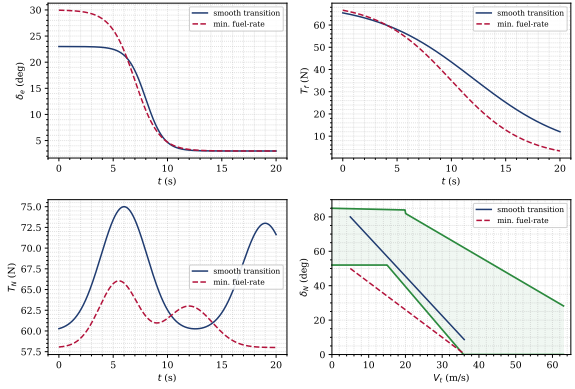 30
25
20
15
10
5
δe (deg)
0
5
10
15
20
t (s)
smooth transition
min. fuel-rate
60
50
40
30
20
10
Tr (N)
0
5
10
15
20
t (s)
smooth transition
min. fuel-rate
75.0
72.5
70.0
67.5
65.0
62.5
60.0
57.5
TN (N)
0
5
10
15
20
t (s)
smooth transition
min. fuel-rate
80
60
40
20
0
δN (deg)
0
10
20
30
40
50
60
Vt (m/s)
smooth transition
min. fuel-rate